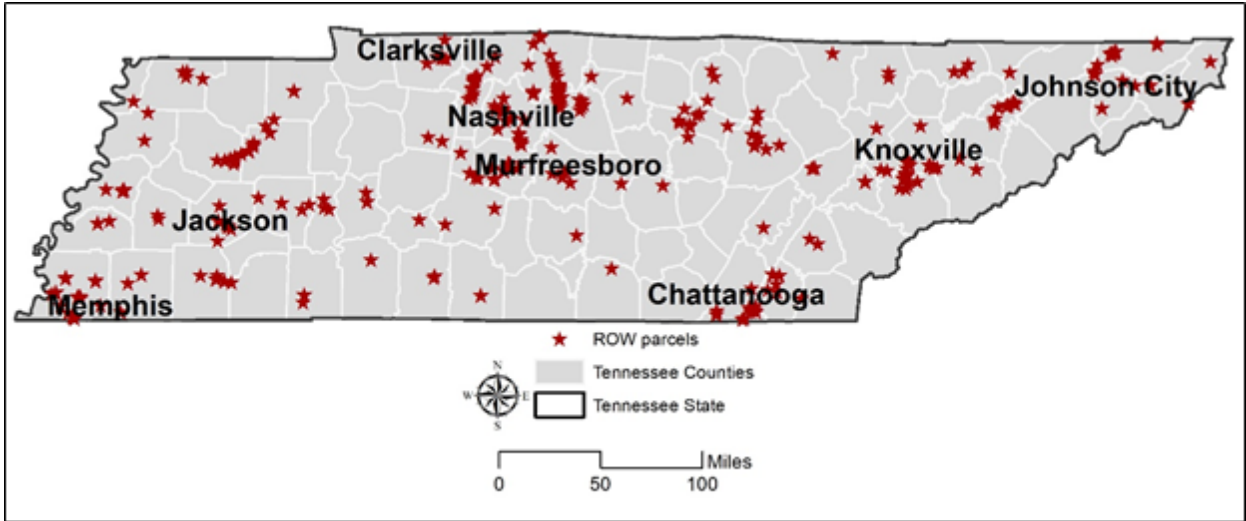 Clarksville
Johnson City
Nashville
Knoxville
Murfreesboro
Jackson
Chattanooga
Memphis
ROW parcels
Tennessee Counties
Tennessee State
N
W E
S
Miles
0 50 100